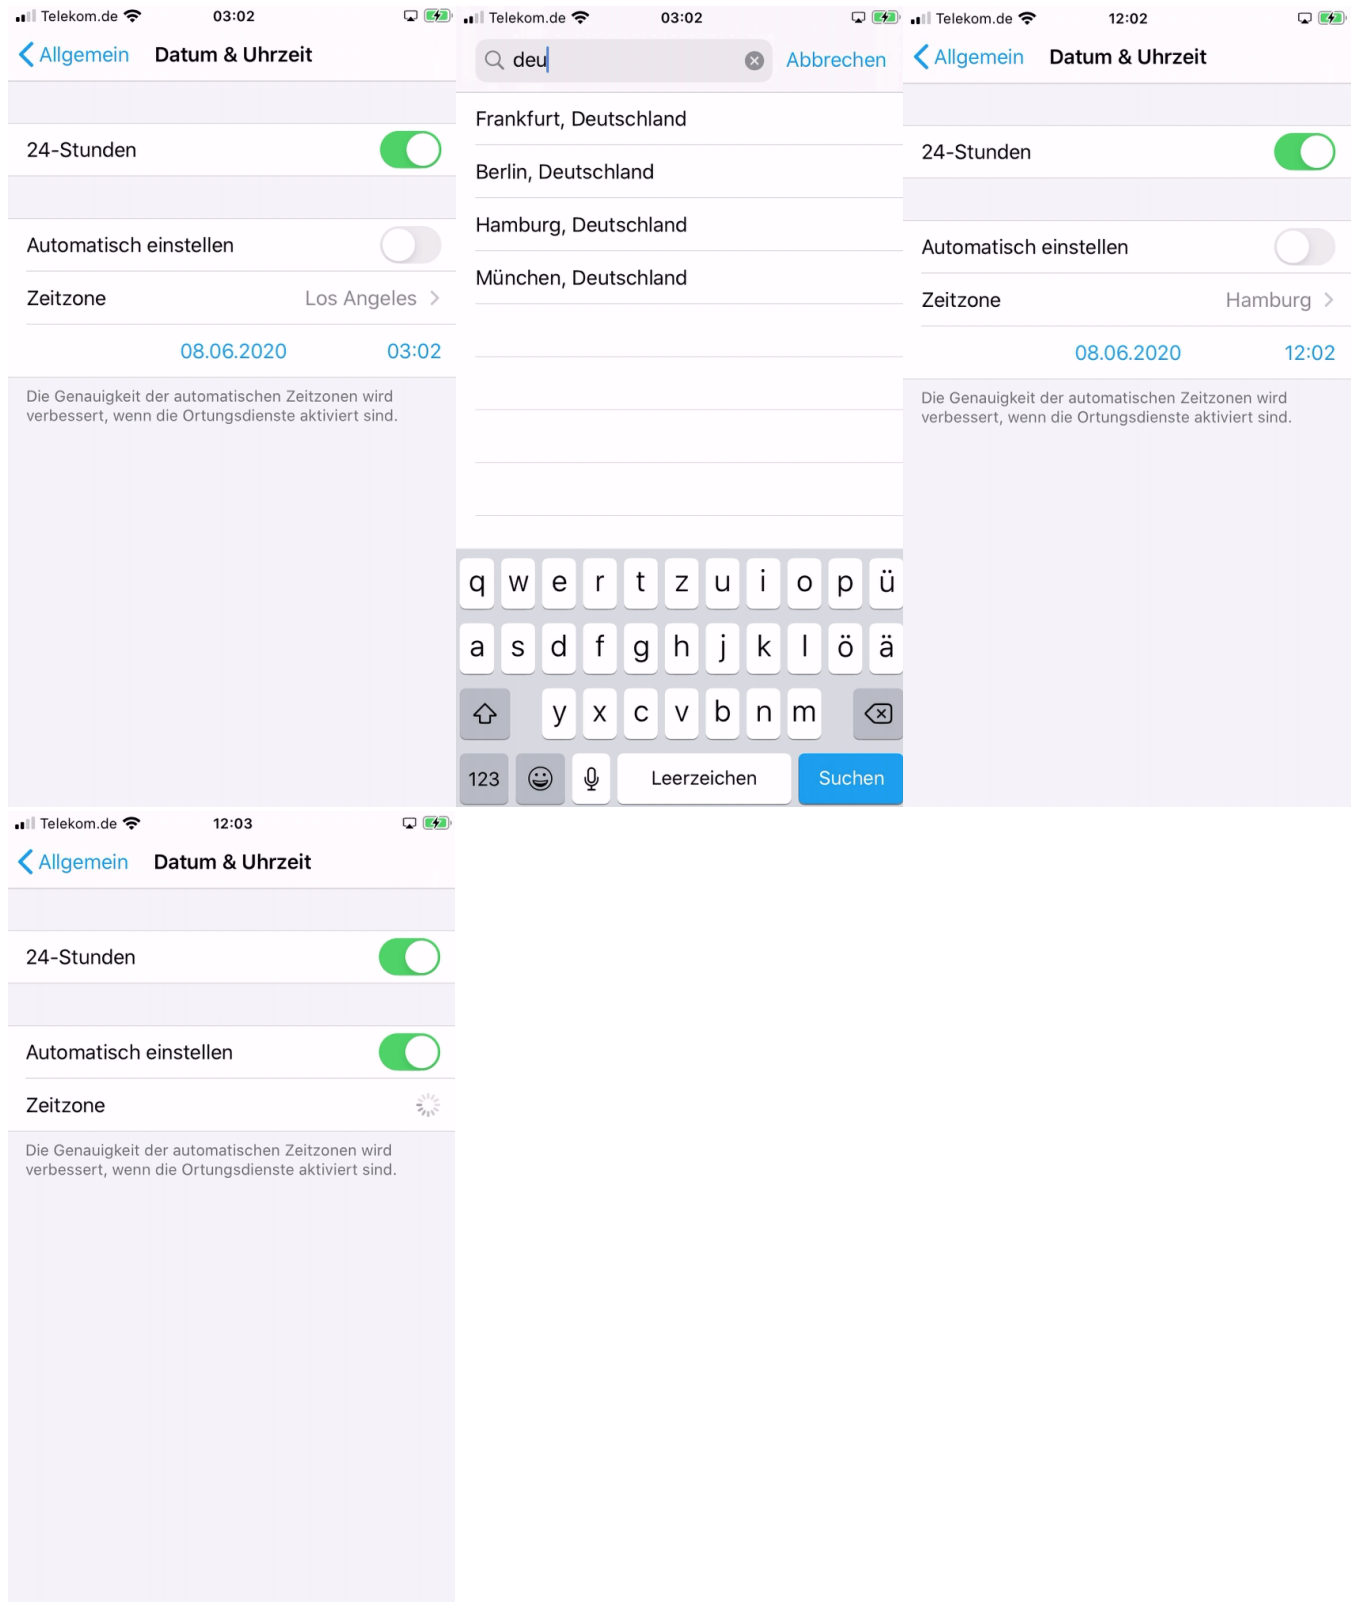 Telekom.de 03:02
Allgemein Datum & Uhrzeit
24-Stunden
Automatisch einstellen
Zeitzone Los Angeles
08.06.2020 03:02
Die Genauigkeit der automatischen Zeitzonen wird
verbessert, wenn die Ortungsdienste aktiviert sind.
Telekom.de 03:02
deu Abbrechen
Frankfurt, Deutschland
Berlin, Deutschland
Hamburg, Deutschland
München, Deutschland
q w e r t z u i o p ü
a s d f g h j k l ö ä
y x c v b n m
123 Leerzeichen Suchen
Telekom.de 12:02
Allgemein Datum & Uhrzeit
24-Stunden
Automatisch einstellen
Zeitzone Hamburg
08.06.2020 12:02
Die Genauigkeit der automatischen Zeitzonen wird
verbessert, wenn die Ortungsdienste aktiviert sind.
Telekom.de 12:03
Allgemein Datum & Uhrzeit
24-Stunden
Automatisch einstellen
Zeitzone
Die Genauigkeit der automatischen Zeitzonen wird
verbessert, wenn die Ortungsdienste aktiviert sind.